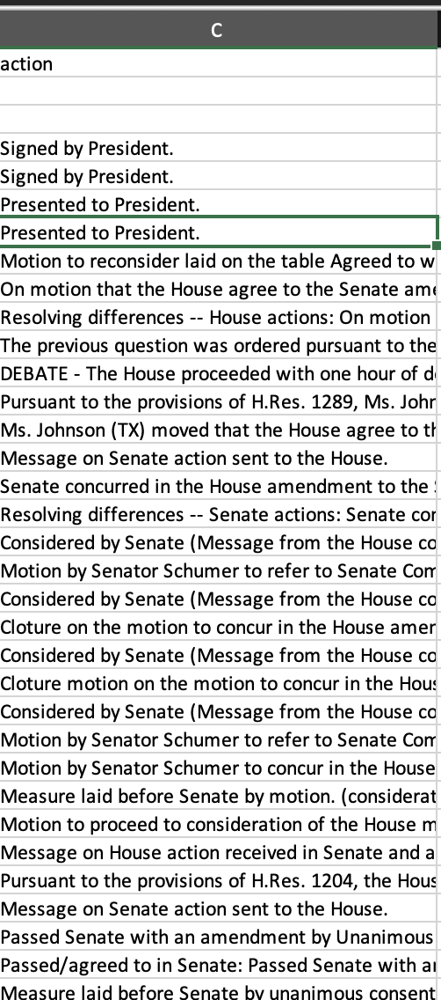 C
action
Signed by President.
Signed by President.
Presented to President.
Presented to President.
Motion to reconsider laid on the table Agreed to w
On motion that the House agree to the Senate ame
Resolving differences -- House actions: On motion
The previous question was ordered pursuant to the
DEBATE - The House proceeded with one hour of d
Pursuant to the provisions of H.Res. 1289, Ms. John
Ms. Johnson (TX) moved that the House agree to th
Message on Senate action sent to the House.
Senate concurred in the House amendment to the
Resolving differences -- Senate actions: Senate con
Considered by Senate (Message from the House co
Motion by Senator Schumer to refer to Senate Com
Considered by Senate (Message from the House co
Cloture on the motion to concur in the House amen
Considered by Senate (Message from the House co
Cloture motion on the motion to concur in the Hous
Considered by Senate (Message from the House co
Motion by Senator Schumer to refer to Senate Com
Motion by Senator Schumer to concur in the House
Measure laid before Senate by motion. (considerat
Motion to proceed to consideration of the House m
Message on House action received in Senate and a
Pursuant to the provisions of H.Res. 1204, the Hous
Message on Senate action sent to the House.
Passed Senate with an amendment by Unanimous
Passed/agreed to in Senate: Passed Senate with an
Measure laid before Senate by unanimous consent